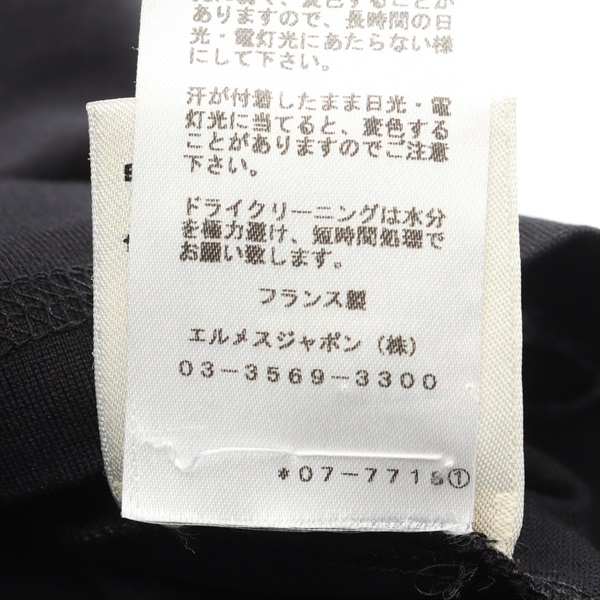 ありますので、長時間の日
光・電灯光にあたらない様
にして下さい。
汗が付着したまま日光・電
灯光に当てると、変色する
ことがありますのでご注意
下さい。
ドライクリーニングは水分
を極力避け、短時間処理で
お願い致します。
フランス製
エルメスジャポン(株)
03-3569-3300
*07-7718①